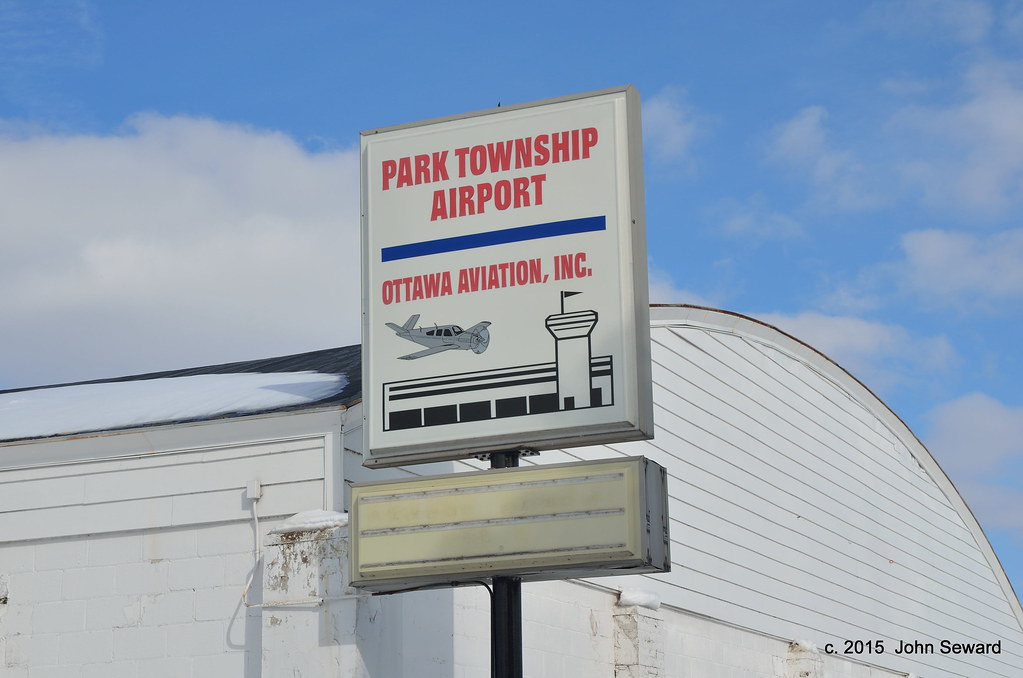 PARK TOWNSHIP
AIRPORT
OTTAWA AVIATION, INC.
c. 2015 John Seward